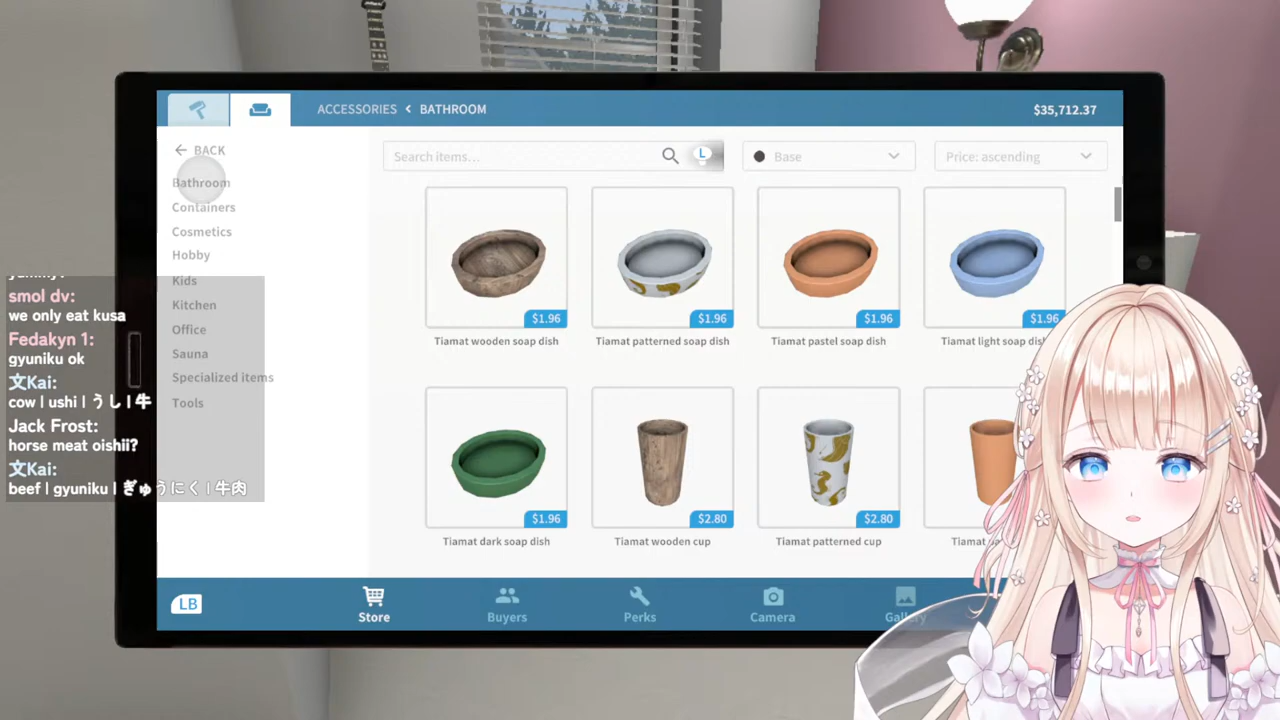 ACCESSORIES < BATHROOM
$35,712.37
BACK
Search items...
L
Base
Price: ascending
Bathroom
Containers
Cosmetics
Hobby
Kids
Kitchen
Office
Sauna
Specialized items
Tools
$1.96
$1.96
$1.96
$1.96
Tiamat wooden soap dish
Tiamat patterned soap dish
Tiamat pastel soap dish
Tiamat light soap dish
$1.96
$2.80
$2.80
Tiamat dark soap dish
Tiamat wooden cup
Tiamat patterned cup
yummy?
smol dv:
we only eat kusa
Fedakyn 1:
gyuniku ok
文Kai:
cow | ushi | うし | 牛
Jack Frost:
horse meat oishii?
文Kai:
beef | gyuniku | ぎゅうにく | 牛肉
LB
Store
Buyers
Perks
Camera
Gallery